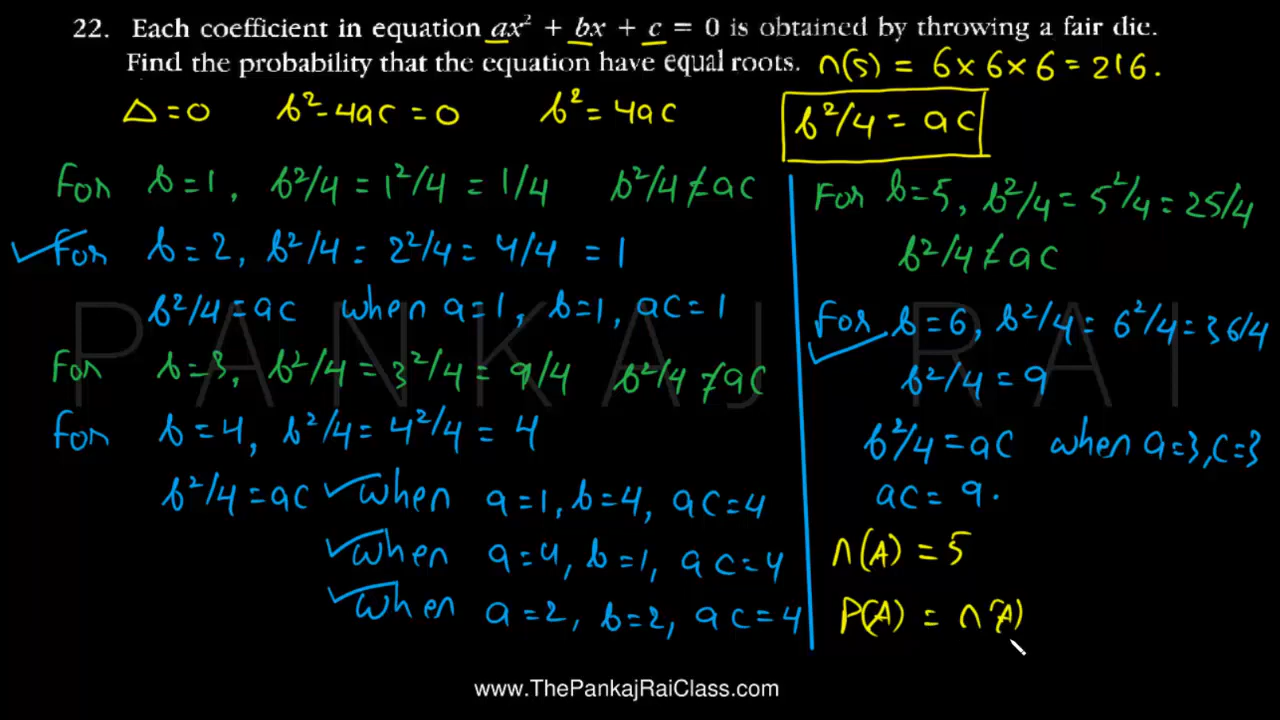 22. Each coefficient in equation ax² + bx + c = 0 is obtained by throwing a fair die.
Find the probability that the equation have equal roots. n(s) = 6×6×6 = 216.
Δ=0 b²-4ac=0 b²=4ac b²/4 = ac
For b=1, b²/4 = 1²/4 = 1/4 b²/4 ≠ ac
For b=2, b²/4 = 2²/4 = 4/4 = 1
b²/4 = ac when a=1, b=1, ac=1
For b=3, b²/4 = 3²/4 = 9/4 b²/4 ≠ ac
For b=4, b²/4 = 4²/4 = 4
b²/4 = ac ✓when a=1, b=4, ac=4
✓when a=4, b=1, ac=4
✓when a=2, b=2, ac=4
For b=5, b²/4 = 5²/4 = 25/4
b²/4 ≠ ac
For b=6, b²/4 = 6²/4 = 36/4
b²/4 = 9
b²/4 = ac when a=3, c=3
ac = 9.
n(A) = 5
P(A) = n(A)
PANKAJ RAI
www.ThePankajRaiClass.com